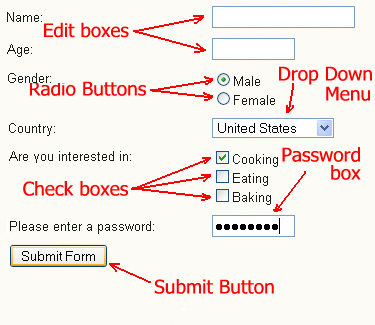 Name:
Edit boxes
Age:
Gender:
Male
Drop Down
Menu
Radio Buttons
Female
Country:
United States
Are you interested in:
Cooking
Password
box
Eating
Check boxes
Baking
Please enter a password:
Submit Form
Submit Button